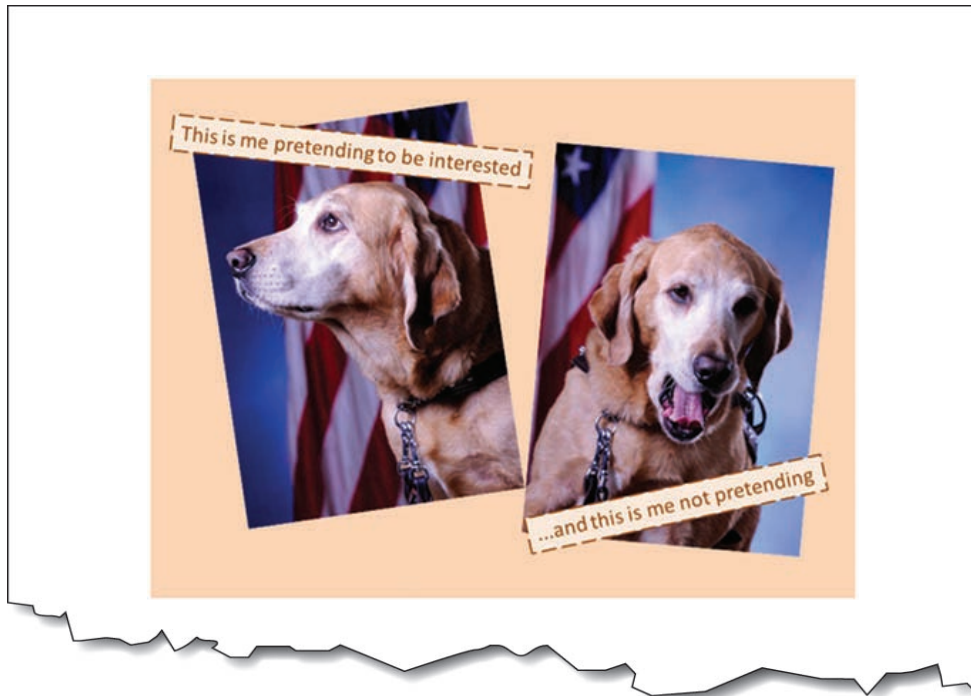 This is me pretending to be interested
...and this is me not pretending